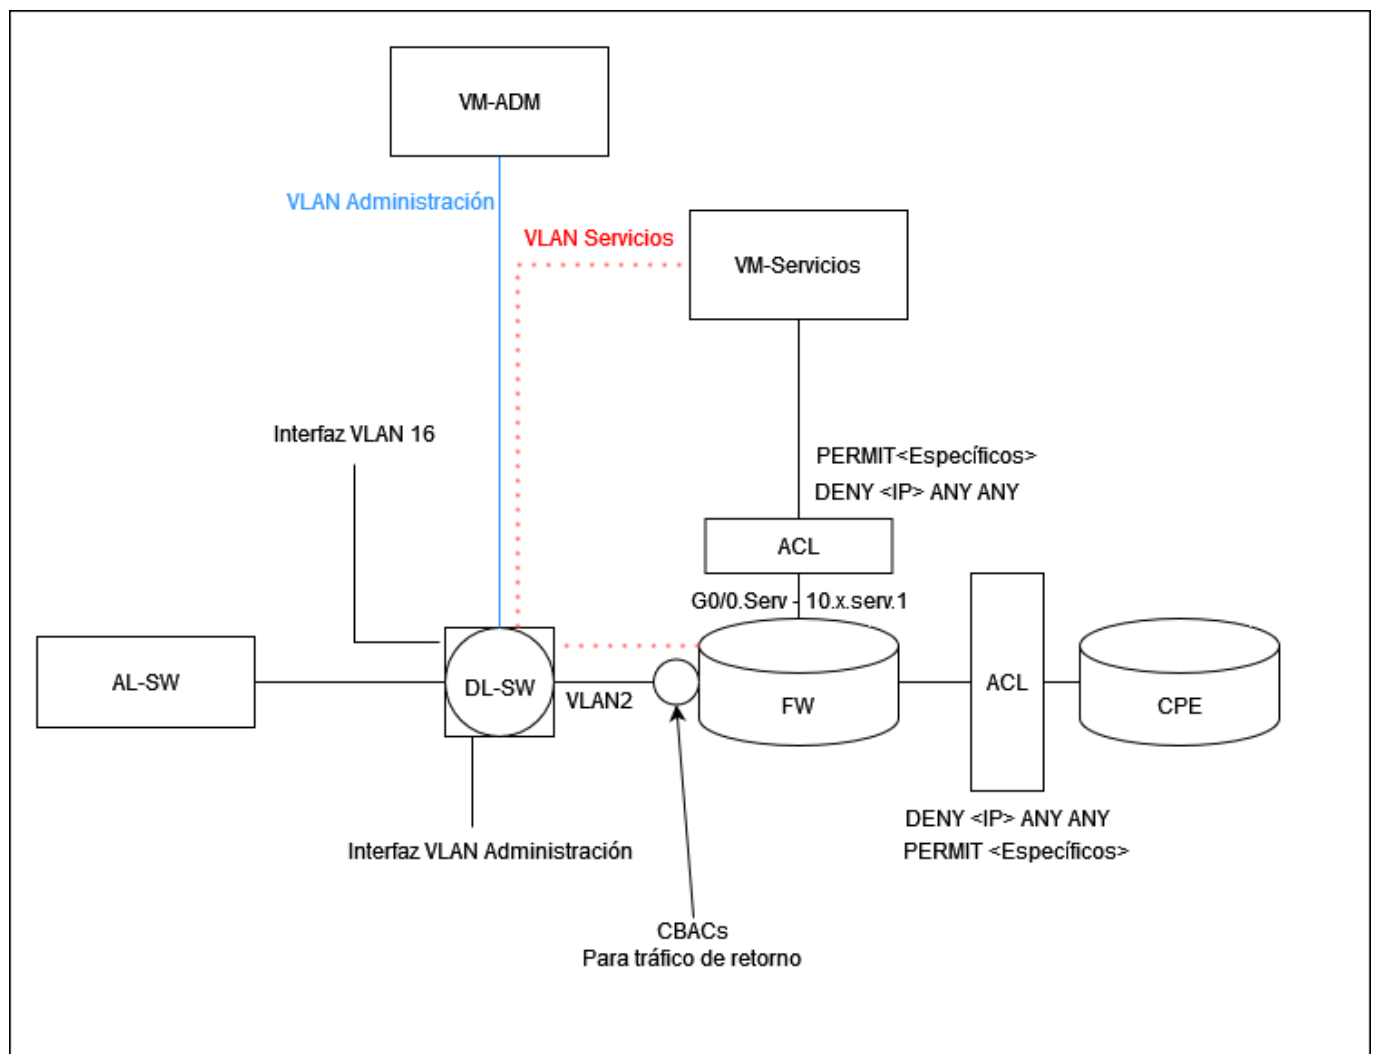 VM-ADM
VLAN Administración
VLAN Servicios
VM-Servicios
Interfaz VLAN 16
PERMIT<Específicos>
DENY <IP> ANY ANY
ACL
G0/0.Serv - 10.x.serv.1
AL-SW
DL-SW
VLAN2
FW
ACL
CPE
DENY <IP> ANY ANY
PERMIT <Específicos>
Interfaz VLAN Administración
CBACs
Para tráfico de retorno